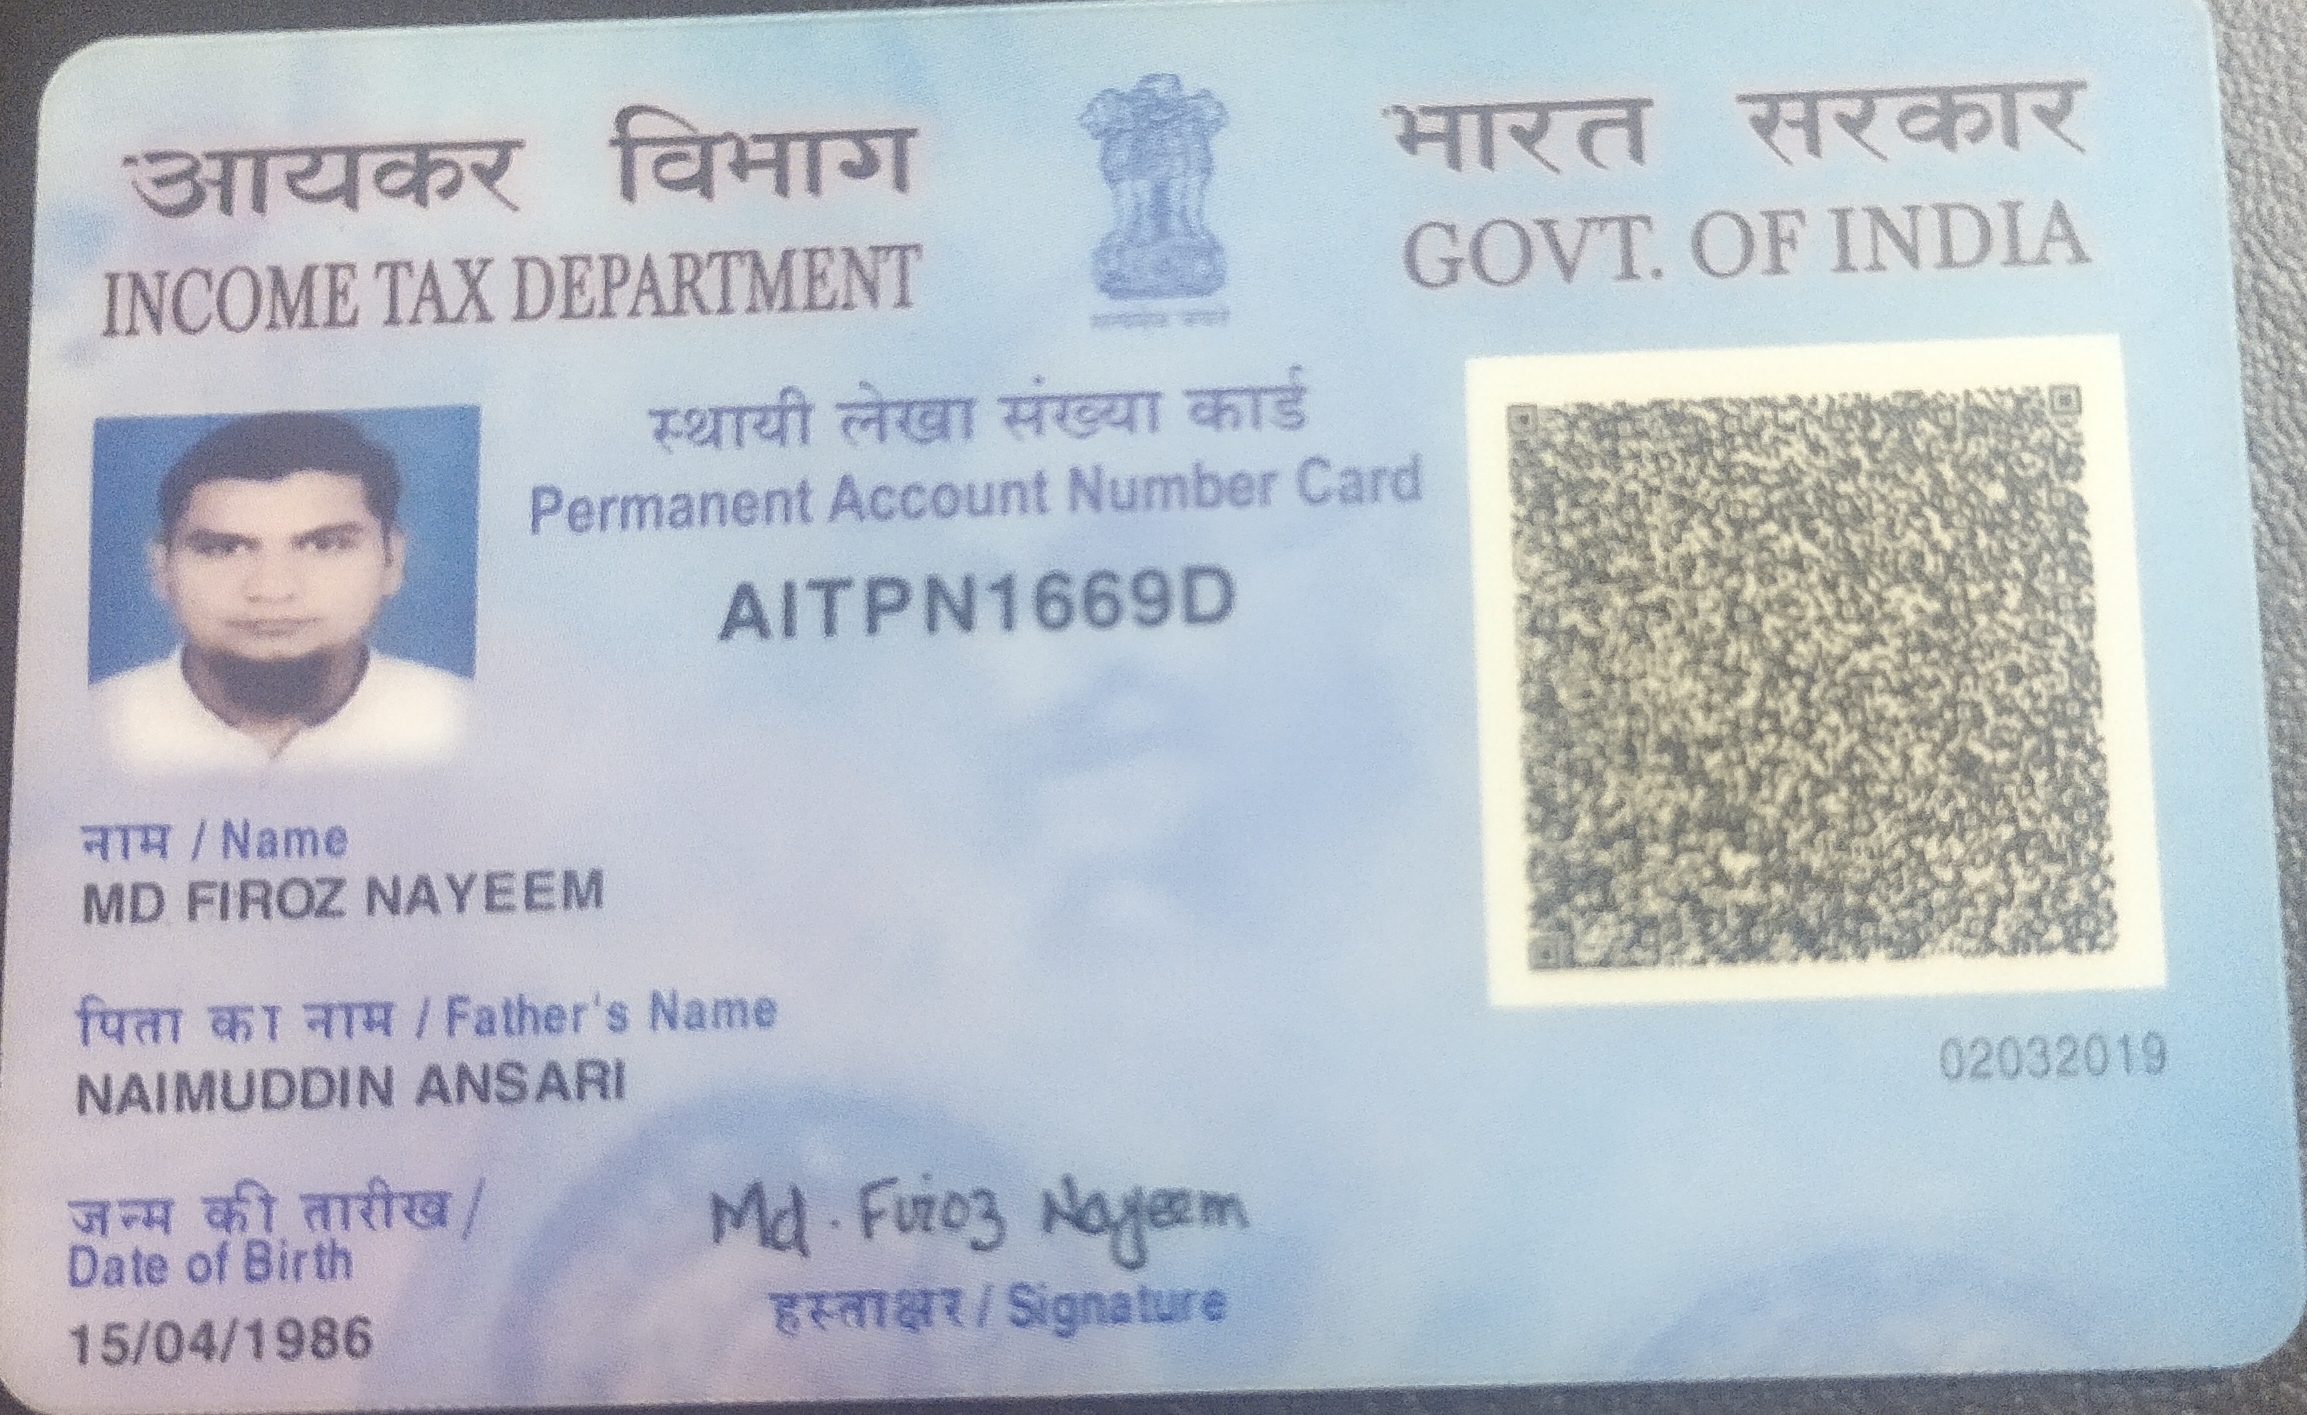 आयकर विभाग
INCOME TAX DEPARTMENT
भारत सरकार
GOVT. OF INDIA
स्थायी लेखा संख्या कार्ड
Permanent Account Number Card
AITPN1669D
नाम / Name
MD FIROZ NAYEEM
पिता का नाम / Father's Name
NAIMUDDIN ANSARI
जन्म की तारीख /
Date of Birth
15/04/1986
Md. Firoz Nayeem
हस्ताक्षर / Signature
02032019